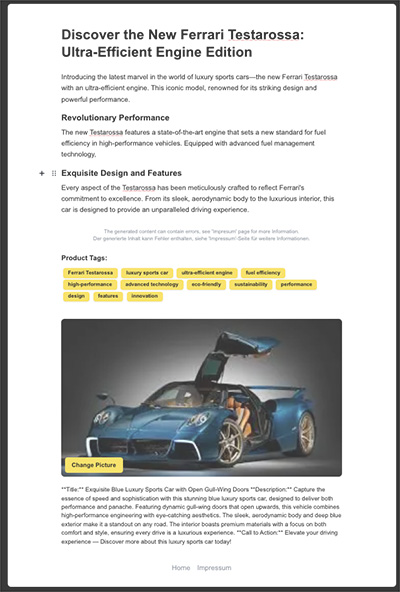 Discover the New Ferrari Testarossa:
Ultra-Efficient Engine Edition
Introducing the latest marvel in the world of luxury sports cars—the new Ferrari Testarossa
with an ultra-efficient engine. This iconic model, renowned for its striking design and
powerful performance.
Revolutionary Performance
The new Testarossa features a state-of-the-art engine that sets a new standard for fuel
efficiency in high-performance vehicles. Equipped with advanced fuel management
technology.
Exquisite Design and Features
Every aspect of the Testarossa has been meticulously crafted to reflect Ferrari's
commitment to excellence. From its sleek, aerodynamic body to the luxurious interior, this
car is designed to provide an unparalleled driving experience.
The generated content can contain errors, see 'Impressum' page for more Information.
Der generierte Inhalt kann Fehler enthalten, siehe 'Impressum'-Seite für weitere Informationen.
Product Tags:
Ferrari Testarossa luxury sports car ultra-efficient engine fuel efficiency
high-performance advanced technology eco-friendly sustainability performance
design features innovation
Change Picture
**Title:** Exquisite Blue Luxury Sports Car with Open Gull-Wing Doors **Description:** Capture the
essence of speed and sophistication with this stunning blue luxury sports car, designed to deliver both
performance and panache. Featuring dynamic gull-wing doors that open upwards, this vehicle combines
high-performance engineering with eye-catching aesthetics. The sleek, aerodynamic body and deep blue
exterior make it a standout on any road. The interior boasts premium materials with a focus on both
comfort and style, ensuring every drive is a luxurious experience. **Call to Action:** Elevate your driving
experience — Discover more about this luxury sports car today!
Home Impressum